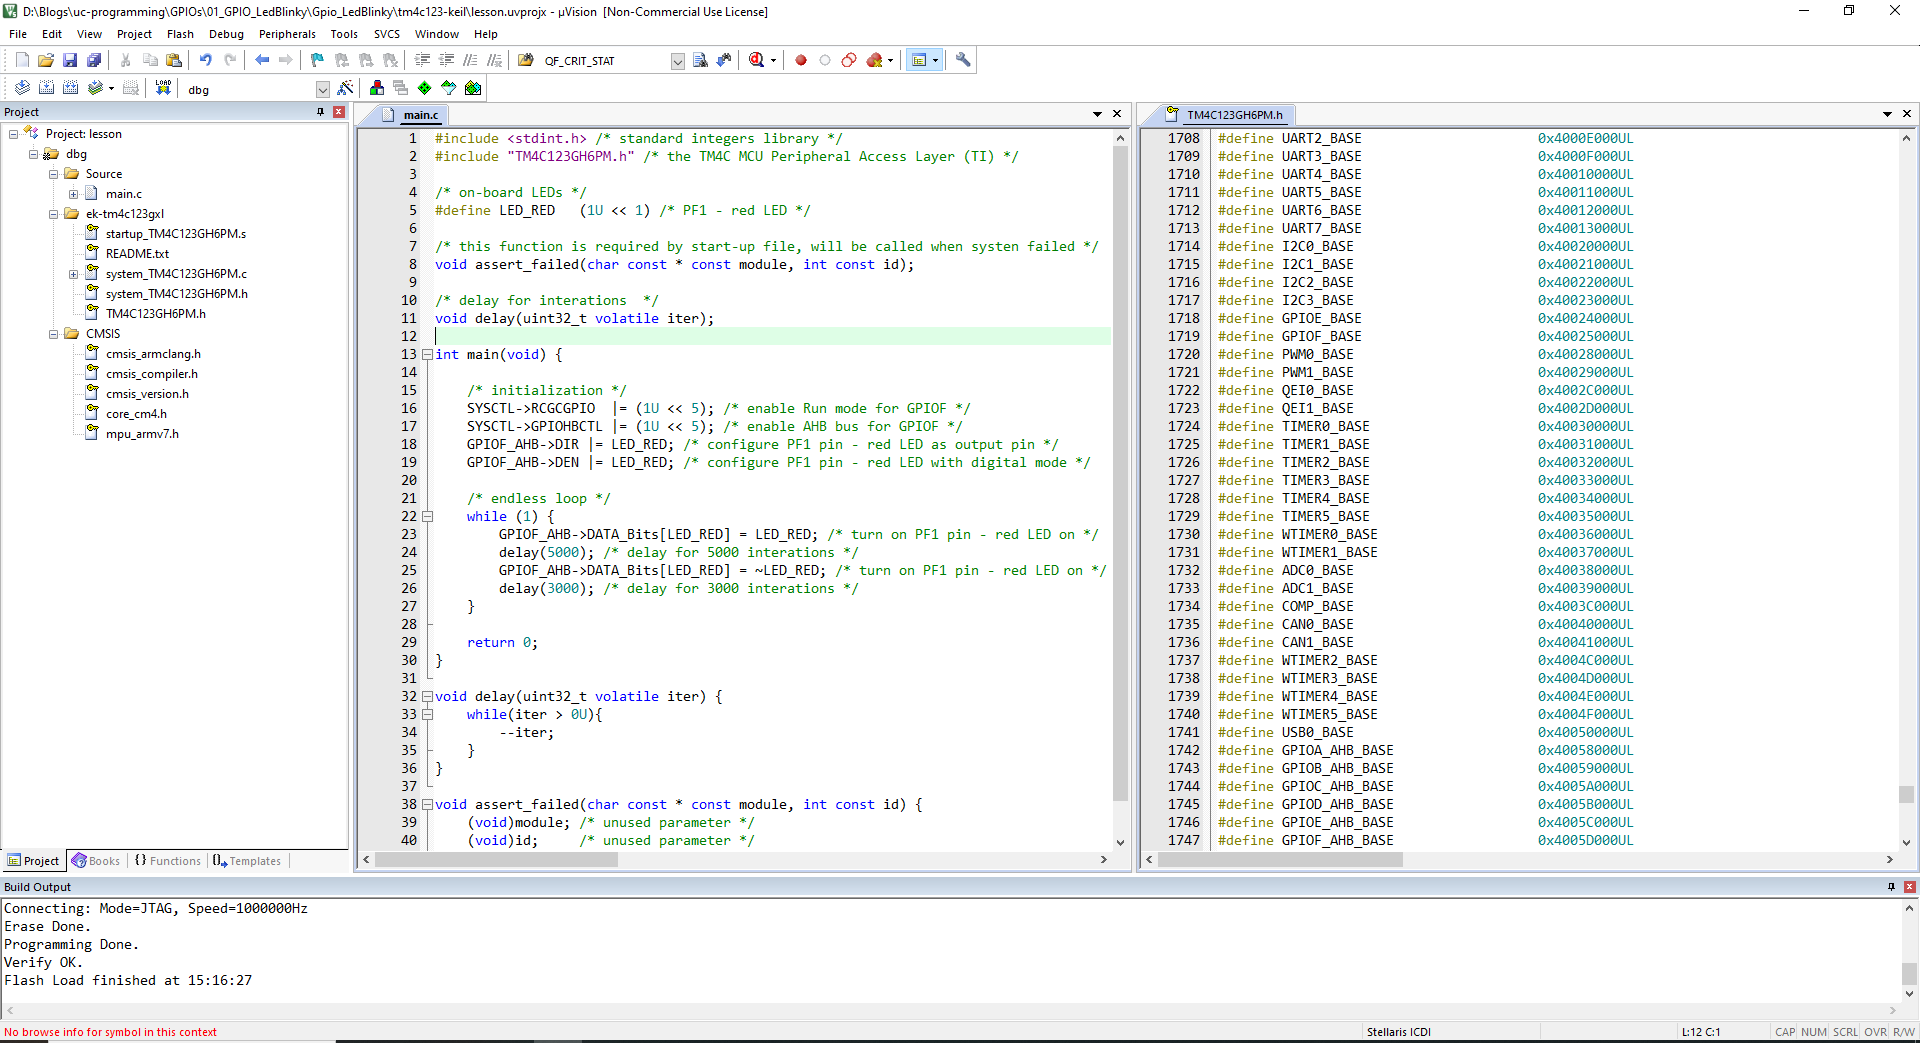 D:\Blogs\uc-programming\GPIOs\01_GPIO_LedBlinky\Gpio_LedBlinky\tm4c123-keil\lesson.uvprojx - µVision  [Non-Commercial Use License]
File Edit View Project Flash Debug Peripherals Tools SVCS Window Help
QF_CRIT_STAT
LOAD
dbg
Project
Project: lesson
dbg
Source
main.c
ek-tm4c123gxl
startup_TM4C123GH6PM.s
README.txt
system_TM4C123GH6PM.c
system_TM4C123GH6PM.h
TM4C123GH6PM.h
CMSIS
cmsis_armclang.h
cmsis_compiler.h
cmsis_version.h
core_cm4.h
mpu_armv7.h
Project Books {} Functions Templates
main.c
1 #include <stdint.h> /* standard integers library */
2 #include "TM4C123GH6PM.h" /* the TM4C MCU Peripheral Access Layer (TI) */
3
4 /* on-board LEDs */
5 #define LED_RED   (1U << 1) /* PF1 - red LED */
6
7 /* this function is required by start-up file, will be called when systen failed */
8 void assert_failed(char const * const module, int const id);
9
10 /* delay for interations  */
11 void delay(uint32_t volatile iter);
12
13 int main(void) {
14
15     /* initialization */
16     SYSCTL->RCGCGPIO  |= (1U << 5); /* enable Run mode for GPIOF */
17     SYSCTL->GPIOHBCTL |= (1U << 5); /* enable AHB bus for GPIOF */
18     GPIOF_AHB->DIR |= LED_RED; /* configure PF1 pin - red LED as output pin */
19     GPIOF_AHB->DEN |= LED_RED; /* configure PF1 pin - red LED with digital mode */
20
21     /* endless loop */
22     while (1) {
23         GPIOF_AHB->DATA_Bits[LED_RED] = LED_RED; /* turn on PF1 pin - red LED on */
24         delay(5000); /* delay for 5000 interations */
25         GPIOF_AHB->DATA_Bits[LED_RED] = ~LED_RED; /* turn on PF1 pin - red LED on */
26         delay(3000); /* delay for 3000 interations */
27     }
28
29     return 0;
30 }
31
32 void delay(uint32_t volatile iter) {
33     while(iter > 0U){
34         --iter;
35     }
36 }
37
38 void assert_failed(char const * const module, int const id) {
39     (void)module; /* unused parameter */
40     (void)id;     /* unused parameter */
TM4C123GH6PM.h
1708 #define UART2_BASE 0x4000E000UL
1709 #define UART3_BASE 0x4000F000UL
1710 #define UART4_BASE 0x40010000UL
1711 #define UART5_BASE 0x40011000UL
1712 #define UART6_BASE 0x40012000UL
1713 #define UART7_BASE 0x40013000UL
1714 #define I2C0_BASE 0x40020000UL
1715 #define I2C1_BASE 0x40021000UL
1716 #define I2C2_BASE 0x40022000UL
1717 #define I2C3_BASE 0x40023000UL
1718 #define GPIOE_BASE 0x40024000UL
1719 #define GPIOF_BASE 0x40025000UL
1720 #define PWM0_BASE 0x40028000UL
1721 #define PWM1_BASE 0x40029000UL
1722 #define QEI0_BASE 0x4002C000UL
1723 #define QEI1_BASE 0x4002D000UL
1724 #define TIMER0_BASE 0x40030000UL
1725 #define TIMER1_BASE 0x40031000UL
1726 #define TIMER2_BASE 0x40032000UL
1727 #define TIMER3_BASE 0x40033000UL
1728 #define TIMER4_BASE 0x40034000UL
1729 #define TIMER5_BASE 0x40035000UL
1730 #define WTIMER0_BASE 0x40036000UL
1731 #define WTIMER1_BASE 0x40037000UL
1732 #define ADC0_BASE 0x40038000UL
1733 #define ADC1_BASE 0x40039000UL
1734 #define COMP_BASE 0x4003C000UL
1735 #define CAN0_BASE 0x40040000UL
1736 #define CAN1_BASE 0x40041000UL
1737 #define WTIMER2_BASE 0x4004C000UL
1738 #define WTIMER3_BASE 0x4004D000UL
1739 #define WTIMER4_BASE 0x4004E000UL
1740 #define WTIMER5_BASE 0x4004F000UL
1741 #define USB0_BASE 0x40050000UL
1742 #define GPIOA_AHB_BASE 0x40058000UL
1743 #define GPIOB_AHB_BASE 0x40059000UL
1744 #define GPIOC_AHB_BASE 0x4005A000UL
1745 #define GPIOD_AHB_BASE 0x4005B000UL
1746 #define GPIOE_AHB_BASE 0x4005C000UL
1747 #define GPIOF_AHB_BASE 0x4005D000UL
Build Output
Connecting: Mode=JTAG, Speed=1000000Hz
Erase Done.
Programming Done.
Verify OK.
Flash Load finished at 15:16:27
No browse info for symbol in this context
Stellaris ICDI
L:12 C:1
CAP NUM SCRL OVR R/W